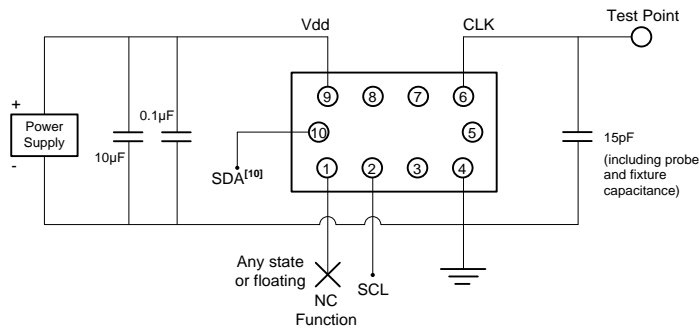 Vdd
CLK
Test Point
+
Power
Supply
-
10µF
0.1µF
9
8
7
6
10
5
1
2
3
4
SDA[10]
15pF
(including probe
and fixture
capacitance)
Any state
or floating
NC
Function
SCL